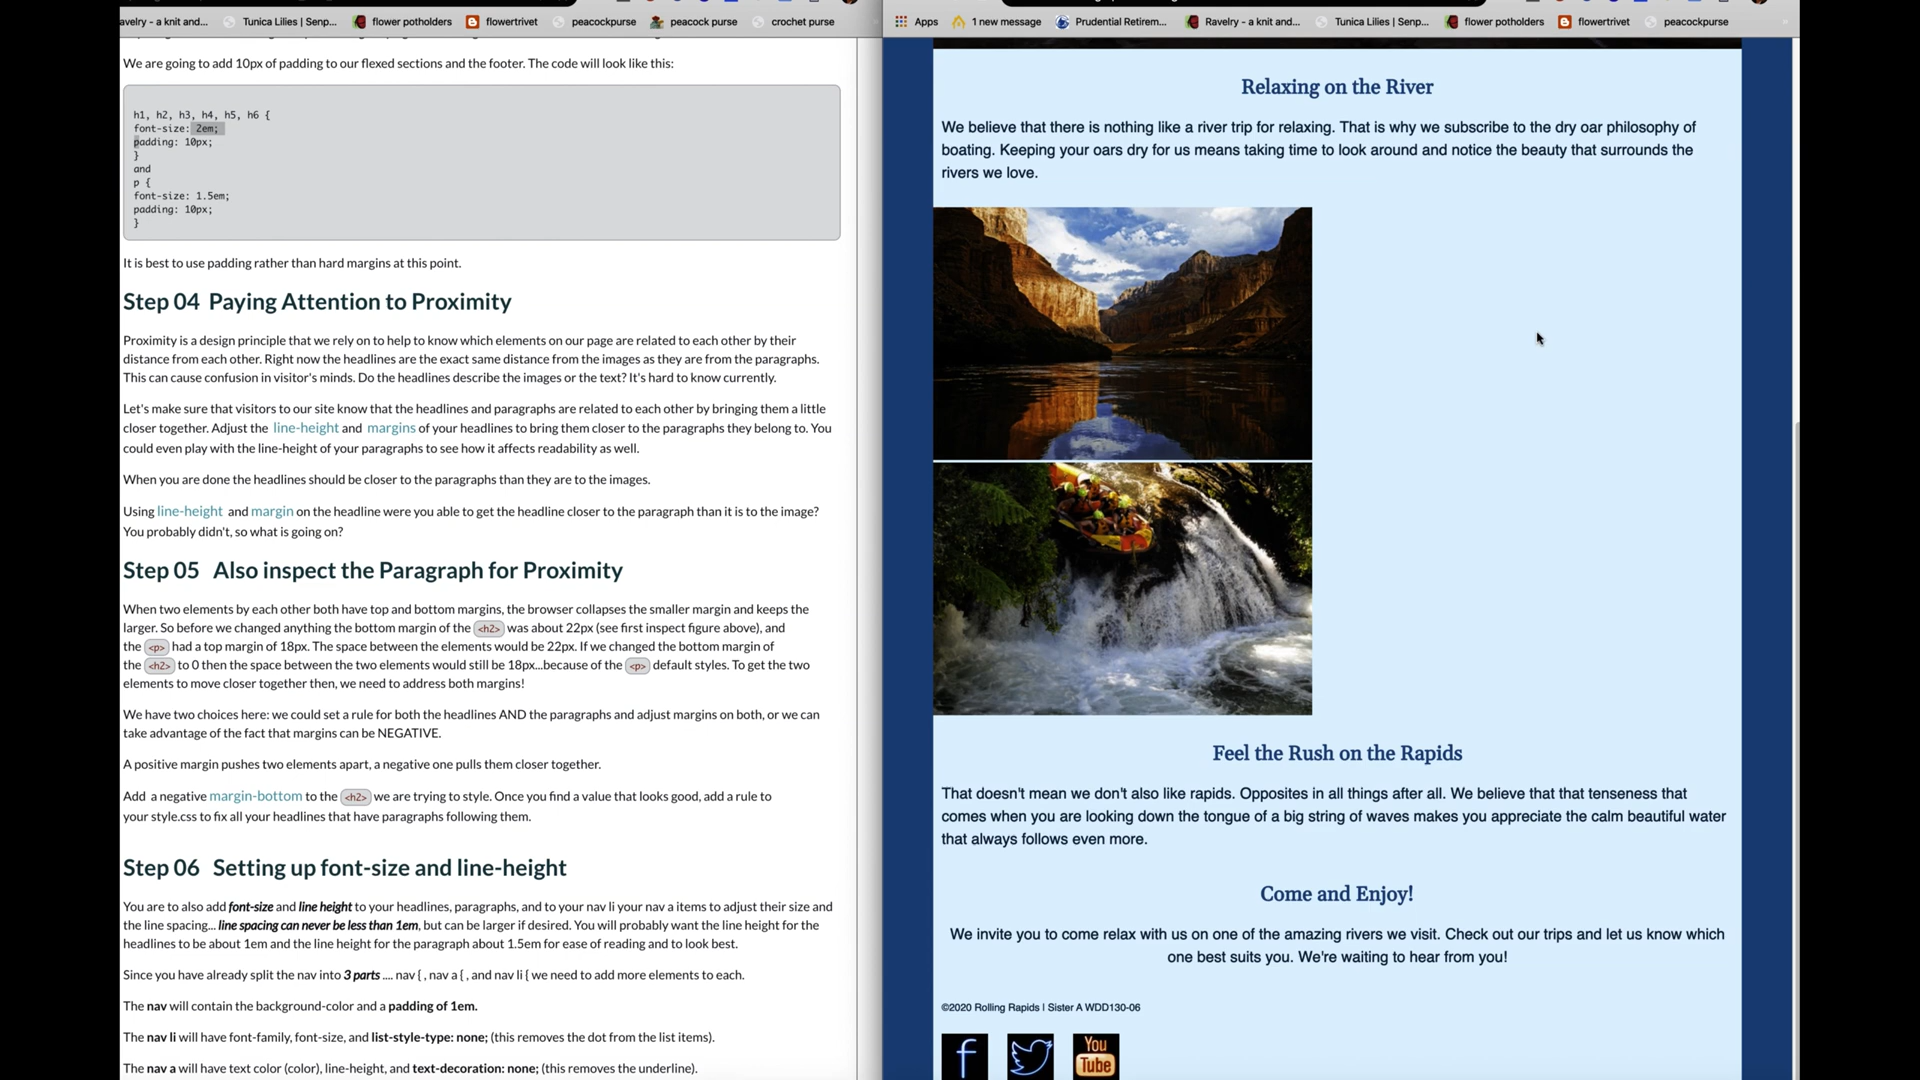 avelry - a knit and...
Tunica Lilies | Senp...
flower potholders
flowertrivet
peacockpurse
peacock purse
crochet purse
We are going to add 10px of padding to our flexed sections and the footer. The code will look like this:
h1, h2, h3, h4, h5, h6 {
font-size: 2em;
padding: 10px;
}
and
p {
font-size: 1.5em;
padding: 10px;
}
It is best to use padding rather than hard margins at this point.
Step 04 Paying Attention to Proximity
Proximity is a design principle that we rely on to help to know which elements on our page are related to each other by their
distance from each other. Right now the headlines are the exact same distance from the images as they are from the paragraphs.
This can cause confusion in visitor's minds. Do the headlines describe the images or the text? It's hard to know currently.
Let's make sure that visitors to our site know that the headlines and paragraphs are related to each other by bringing them a little
closer together. Adjust the line-height and margins of your headlines to bring them closer to the paragraphs they belong to. You
could even play with the line-height of your paragraphs to see how it affects readability as well.
When you are done the headlines should be closer to the paragraphs than they are to the images.
Using line-height and margin on the headline were you able to get the headline closer to the paragraph than it is to the image?
You probably didn't, so what is going on?
Step 05 Also inspect the Paragraph for Proximity
When two elements by each other both have top and bottom margins, the browser collapses the smaller margin and keeps the
larger. So before we changed anything the bottom margin of the <h2> was about 22px (see first inspect figure above), and
the <p> had a top margin of 18px. The space between the elements would be 22px. If we changed the bottom margin of
the <h2> to 0 then the space between the two elements would still be 18px...because of the <p> default styles. To get the two
elements to move closer together then, we need to address both margins!
We have two choices here: we could set a rule for both the headlines AND the paragraphs and adjust margins on both, or we can
take advantage of the fact that margins can be NEGATIVE.
A positive margin pushes two elements apart, a negative one pulls them closer together.
Add a negative margin-bottom to the <h2> we are trying to style. Once you find a value that looks good, add a rule to
your style.css to fix all your headlines that have paragraphs following them.
Step 06 Setting up font-size and line-height
You are to also add font-size and line height to your headlines, paragraphs, and to your nav li your nav a items to adjust their size and
the line spacing... line spacing can never be less than 1em, but can be larger if desired. You will probably want the line height for the
headlines to be about 1em and the line height for the paragraph about 1.5em for ease of reading and to look best.
Since you have already split the nav into 3 parts .... nav { , nav a { , and nav li { we need to add more elements to each.
The nav will contain the background-color and a padding of 1em.
The nav li will have font-family, font-size, and list-style-type: none; (this removes the dot from the list items).
The nav a will have text color (color), line-height, and text-decoration: none; (this removes the underline).
Apps
1 new message
Prudential Retirem...
Ravelry - a knit and...
Tunica Lilies | Senp...
flower potholders
flowertrivet
peacockpurse
Relaxing on the River
We believe that there is nothing like a river trip for relaxing. That is why we subscribe to the dry oar philosophy of
boating. Keeping your oars dry for us means taking time to look around and notice the beauty that surrounds the
rivers we love.
Feel the Rush on the Rapids
That doesn't mean we don't also like rapids. Opposites in all things after all. We believe that that tenseness that
comes when you are looking down the tongue of a big string of waves makes you appreciate the calm beautiful water
that always follows even more.
Come and Enjoy!
We invite you to come relax with us on one of the amazing rivers we visit. Check out our trips and let us know which
one best suits you. We're waiting to hear from you!
©2020 Rolling Rapids | Sister A WDD130-06
f
You
Tube